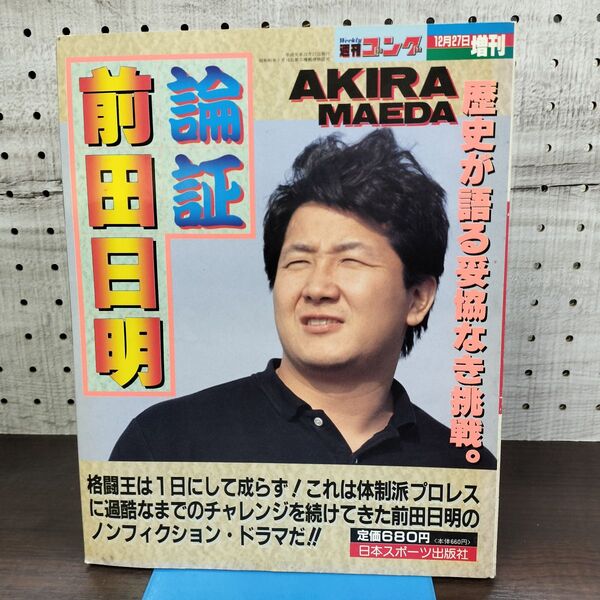 Weekly
週刊ゴング
12月27日増刊
AKIRA
MAEDA
論証
前田日明
歴史が語る妥協なき挑戦。
格闘王は1日にして成らず!これは体制派プロレス
に過酷なまでのチャレンジを続けてきた前田日明の
ノンフィクション・ドラマだ!!
定価680円〈本体660円〉
日本スポーツ出版社